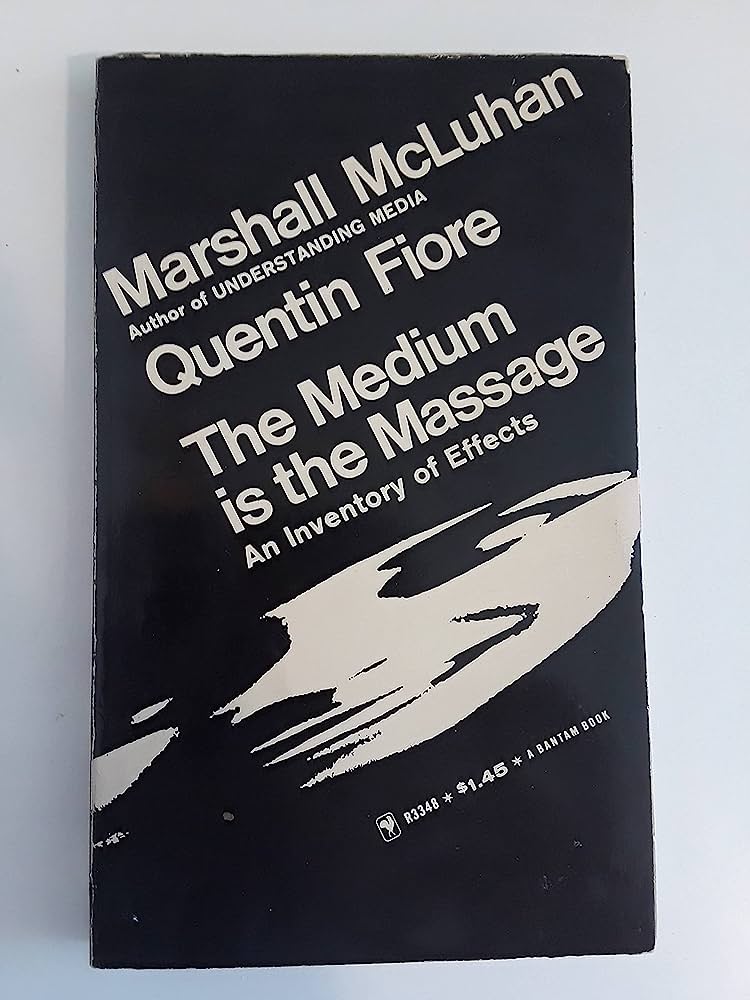 Marshall McLuhan
Author of UNDERSTANDING MEDIA
Quentin Fiore
The Medium
is the Massage
An Inventory of Effects
R3348 * $1.45 * A BANTAM BOOK